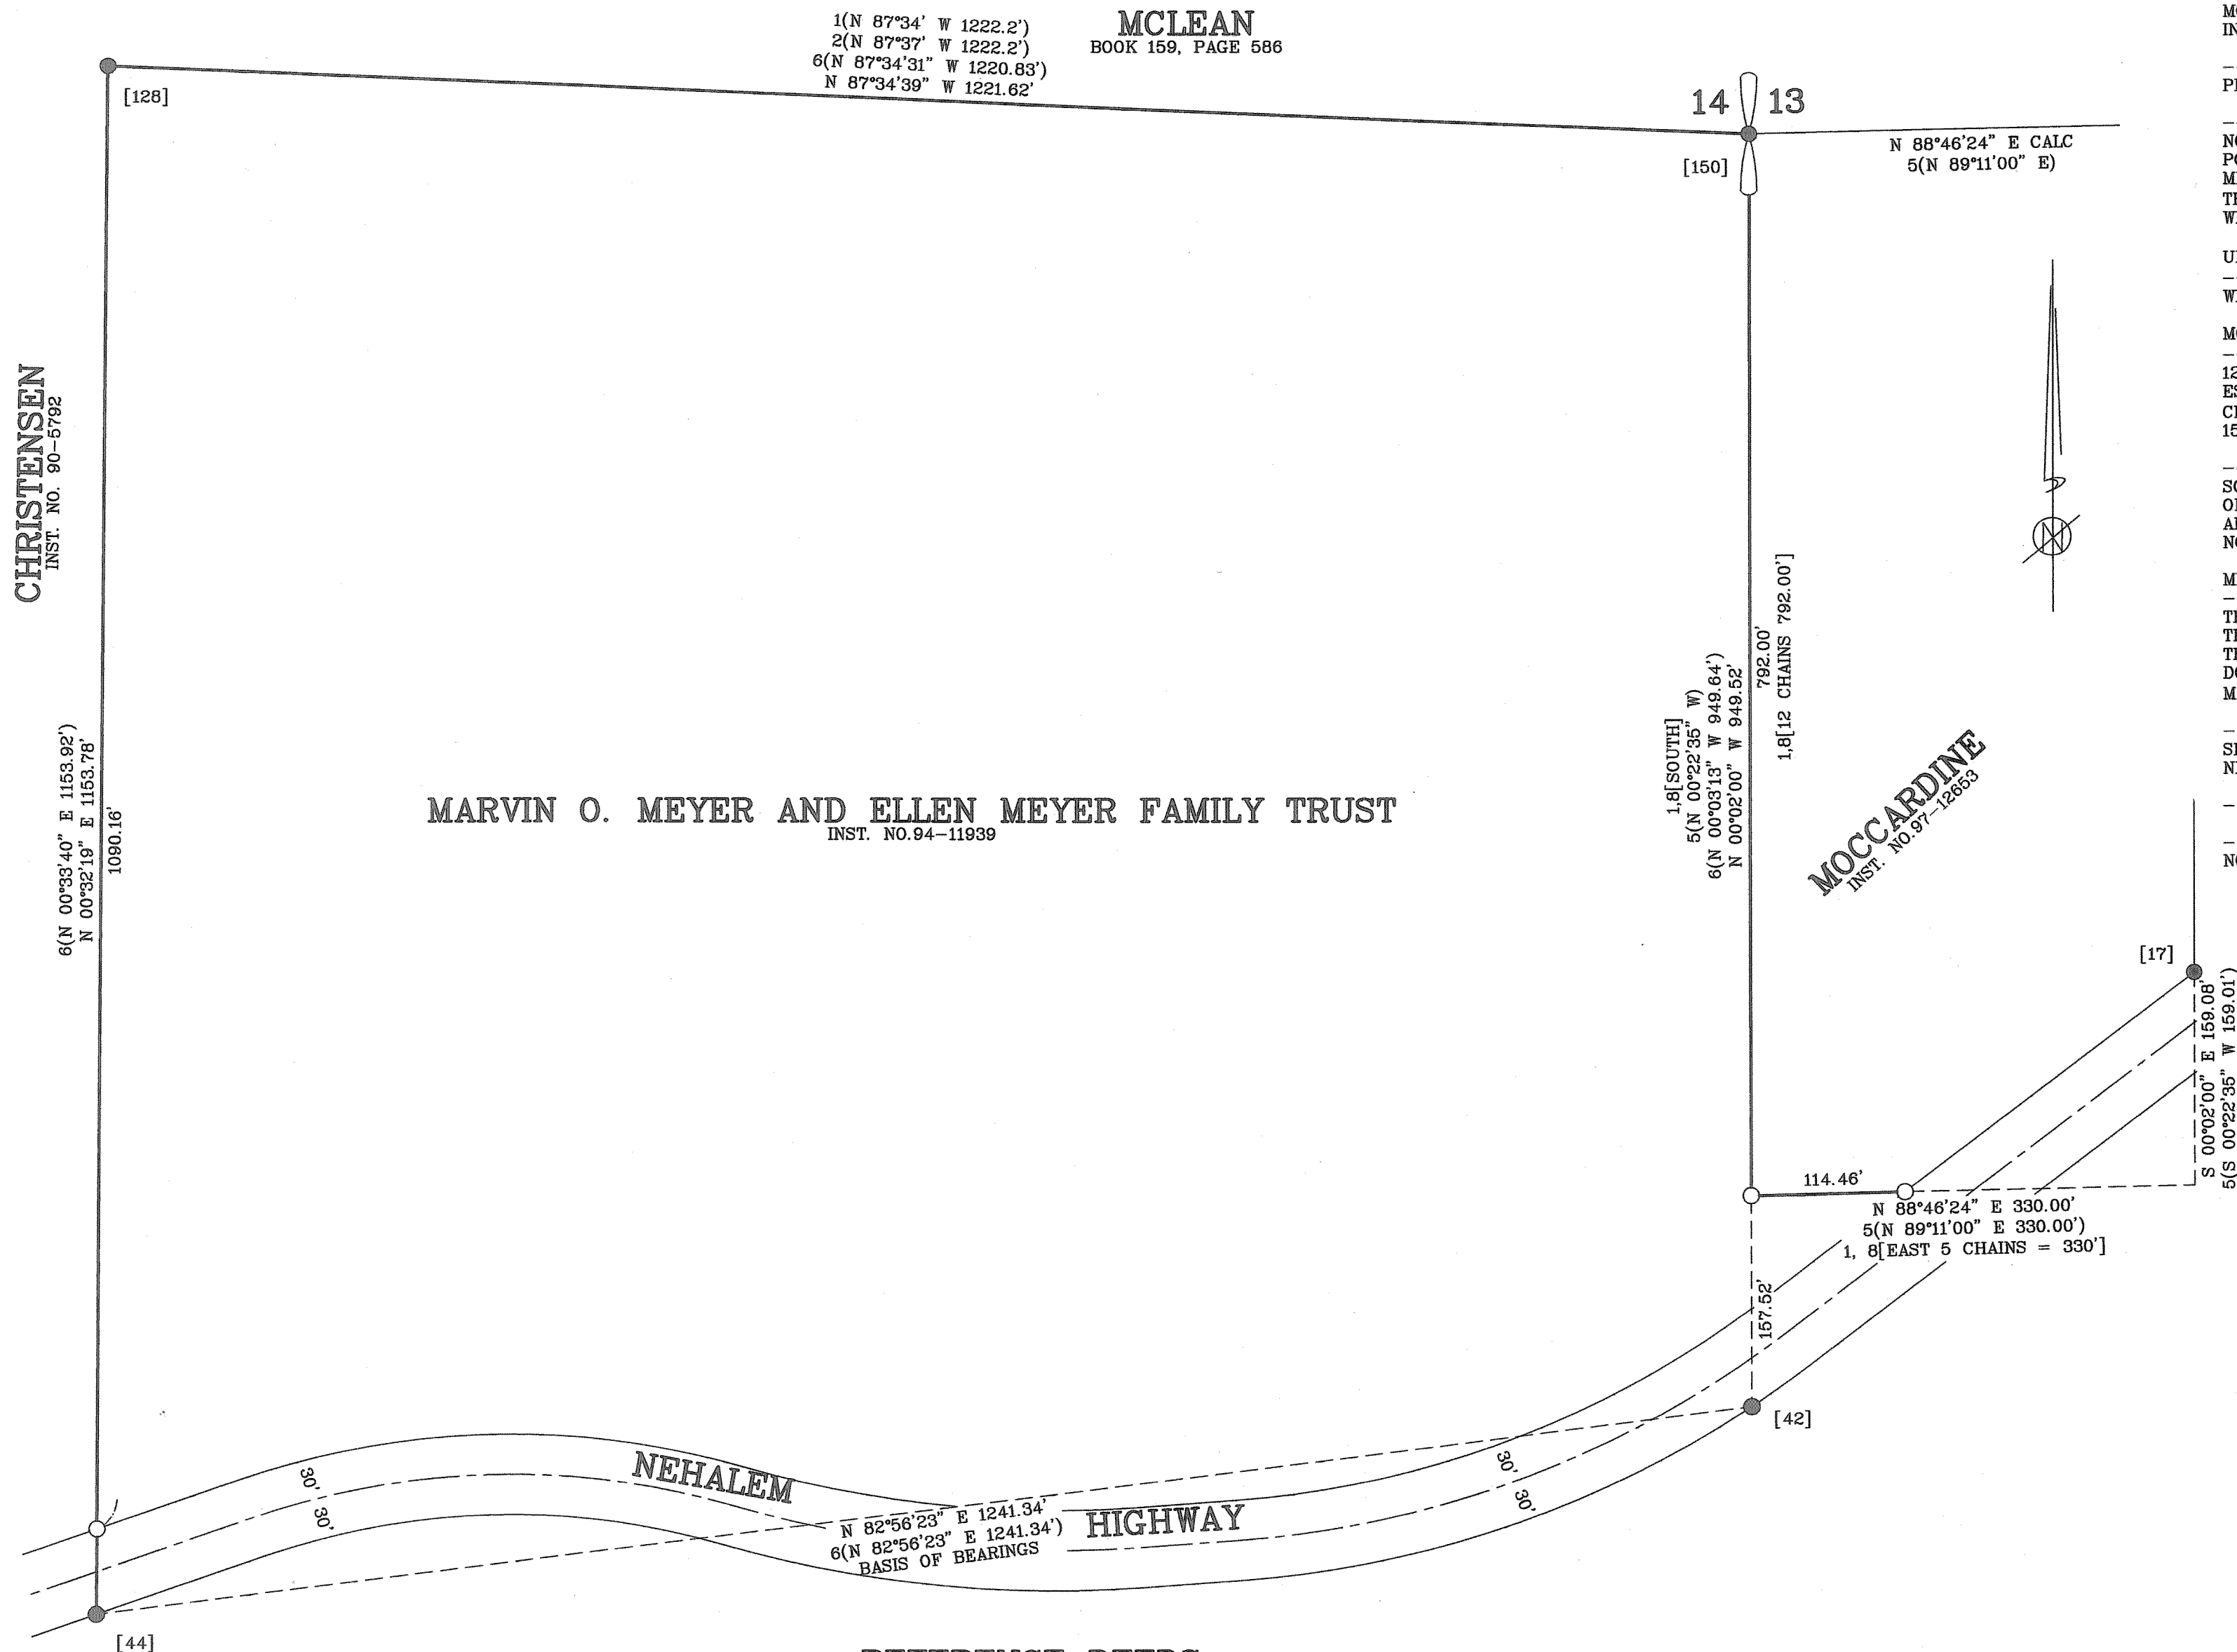 1(N 87°34' W 1222.2')
2(N 87°37' W 1222.2')
6(N 87°34'31" W 1220.83')
N 87°34'39" W 1221.62'
MCLEAN
BOOK 159, PAGE 586
[128]
14 13
[150]
N 88°46'24" E CALC
5(N 89°11'00" E)
N
CHRISTENSEN
INST. NO. 90-5792
6(N 00°33'40" E 1153.92')
N 00°32'19" E 1153.78'
1090.16'
MARVIN O. MEYER AND ELLEN MEYER FAMILY TRUST
INST. NO.94-11939
1,8[SOUTH]
5(N 00°22'35" W)
6(N 00°03'13" W 949.64')
N 00°02'00" W 949.52'
792.00'
1,8[12 CHAINS 792.00']
MOCCARDINE
INST. NO.97-12653
[17]
S 00°02'00" E 159.08'
5(S 00°22'35" W 159.01')
114.46'
N 88°46'24" E 330.00'
5(N 89°11'00" E 330.00')
1, 8[EAST 5 CHAINS = 330']
157.52'
[42]
30'
30'
NEHALEM
HIGHWAY
30'
30'
N 82°56'23" E 1241.34'
6(N 82°56'23" E 1241.34')
BASIS OF BEARINGS
[44]